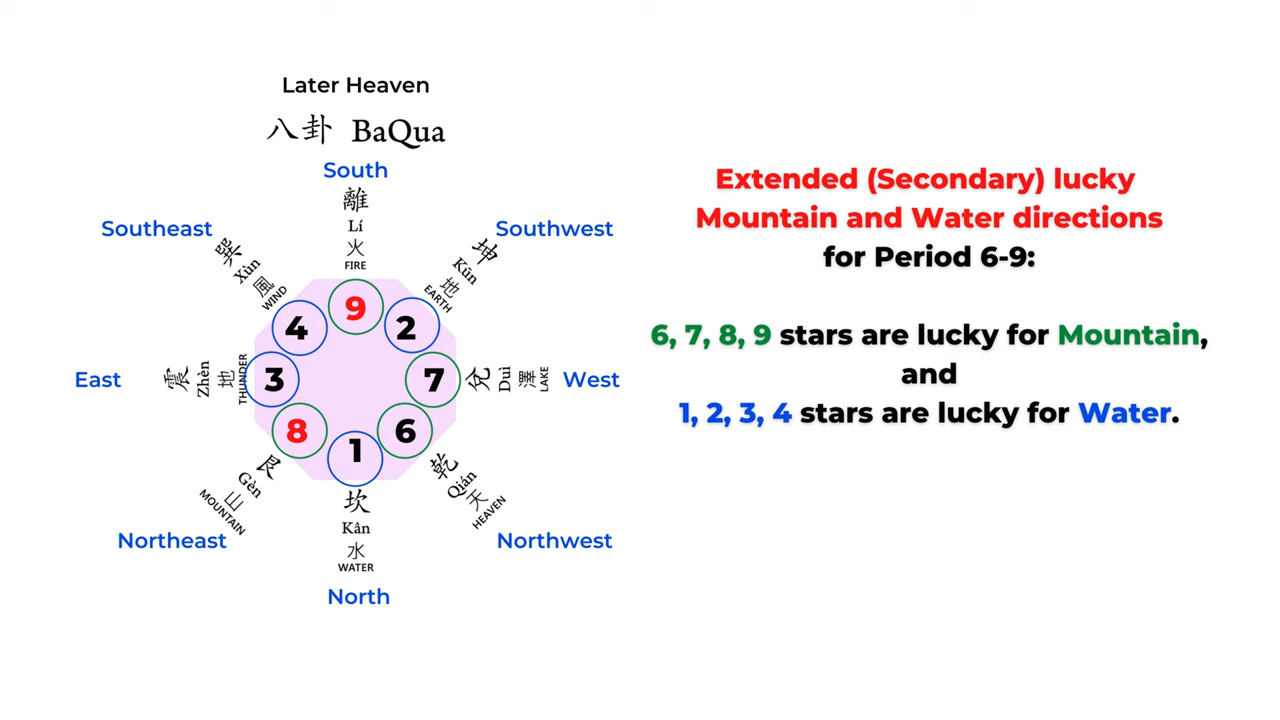 Later Heaven
八卦 BaQua
South
離
Lí
火
FIRE
Southeast
巽
Xùn
風
WIND
Southwest
坤
Kūn
地
EARTH
9
4
2
East
震
Zhèn
地
THUNDER
3
7
兌
Duì
澤
LAKE
West
8
6
1
艮
Gèn
山
MOUNTAIN
Northeast
坎
Kân
水
WATER
North
乾
Qián
天
HEAVEN
Northwest
Extended (Secondary) lucky
Mountain and Water directions
for Period 6-9:
6, 7, 8, 9 stars are lucky for Mountain,
and
1, 2, 3, 4 stars are lucky for Water.